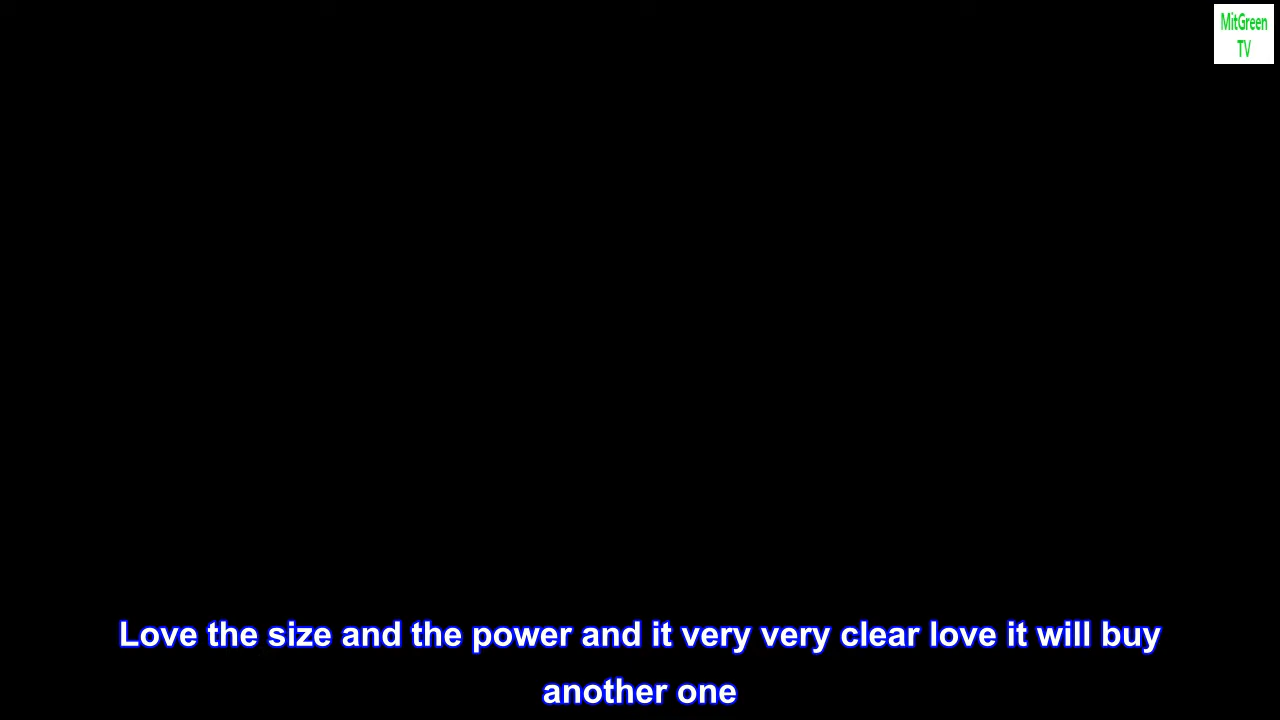 MitGreen
TV
Love the size and the power and it very very clear love it will buy
another one